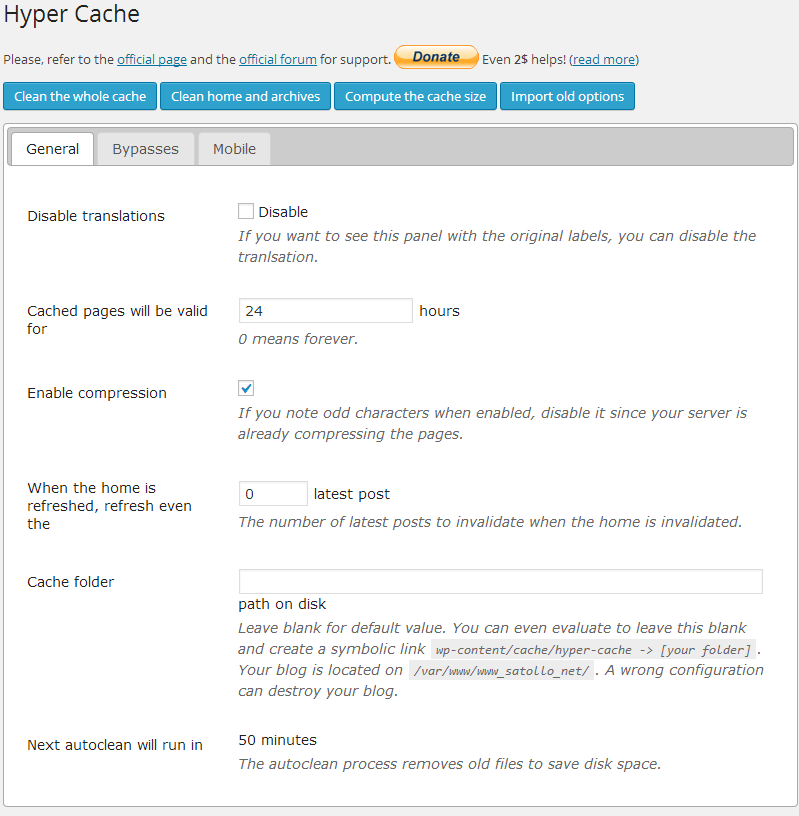 Hyper Cache
Please, refer to the official page and the official forum for support. Donate Even 2$ helps! (read more)
Clean the whole cache Clean home and archives Compute the cache size Import old options
General Bypasses Mobile
Disable translations
Disable
If you want to see this panel with the original labels, you can disable the
tranlsation.
Cached pages will be valid
for
24 hours
0 means forever.
Enable compression
If you note odd characters when enabled, disable it since your server is
already compressing the pages.
When the home is
refreshed, refresh even
the
0 latest post
The number of latest posts to invalidate when the home is invalidated.
Cache folder
path on disk
Leave blank for default value. You can even evaluate to leave this blank
and create a symbolic link wp-content/cache/hyper-cache -> [your folder] .
Your blog is located on /var/www/www_satollo_net/ . A wrong configuration
can destroy your blog.
Next autoclean will run in
50 minutes
The autoclean process removes old files to save disk space.